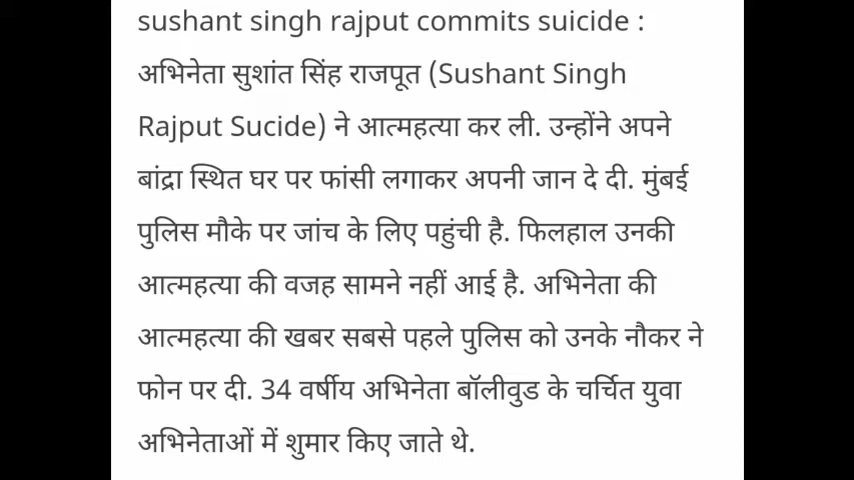 sushant singh rajput commits suicide :
अभिनेता सुशांत सिंह राजपूत (Sushant Singh
Rajput Sucide) ने आत्महत्या कर ली. उन्होंने अपने
बांद्रा स्थित घर पर फांसी लगाकर अपनी जान दे दी. मुंबई
पुलिस मौके पर जांच के लिए पहुंची है. फिलहाल उनकी
आत्महत्या की वजह सामने नहीं आई है. अभिनेता की
आत्महत्या की खबर सबसे पहले पुलिस को उनके नौकर ने
फोन पर दी. 34 वर्षीय अभिनेता बॉलीवुड के चर्चित युवा
अभिनेताओं में शुमार किए जाते थे.